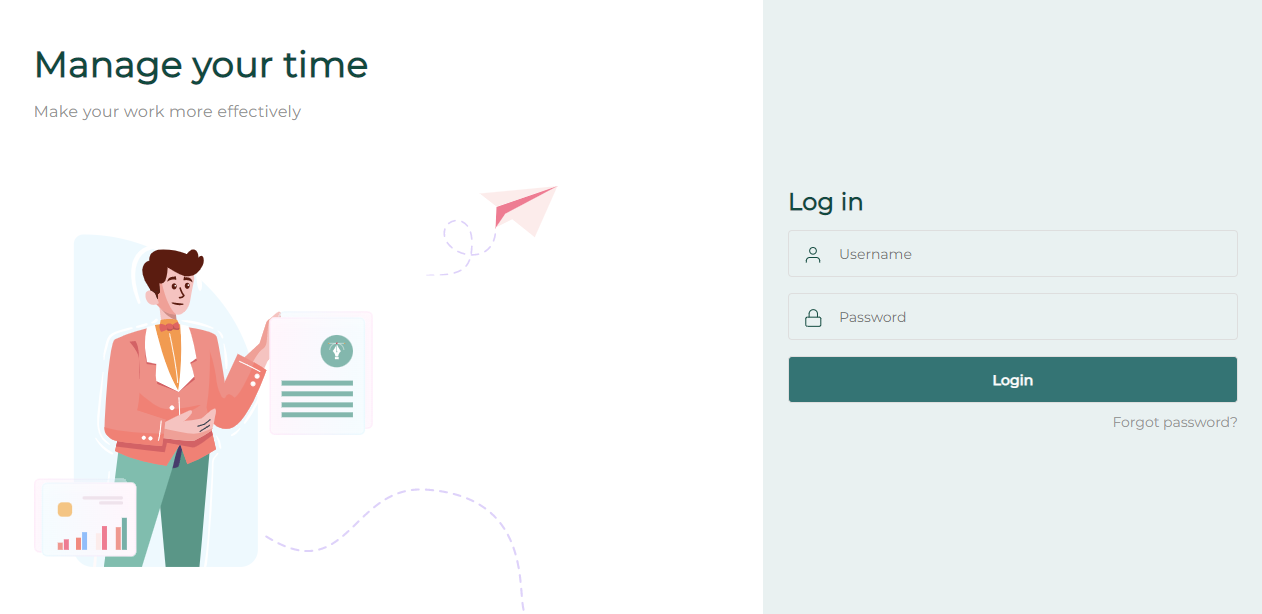 Manage your time
Make your work more effectively
Log in
Username
Password
Login
Forgot password?